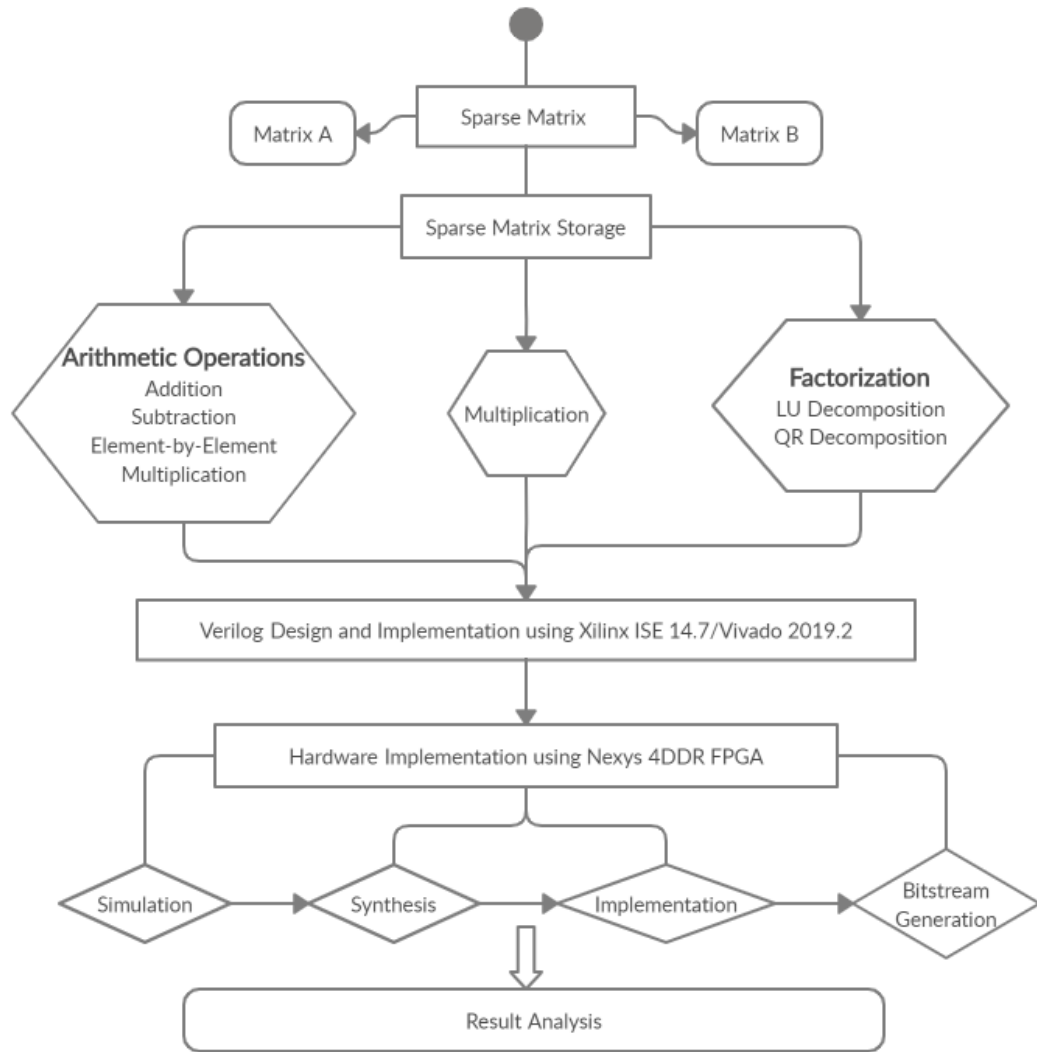 Sparse Matrix
Matrix A
Matrix B
Sparse Matrix Storage
Arithmetic Operations
Addition
Subtraction
Element-by-Element
Multiplication
Multiplication
Factorization
LU Decomposition
QR Decomposition
Verilog Design and Implementation using Xilinx ISE 14.7/Vivado 2019.2
Hardware Implementation using Nexys 4DDR FPGA
Simulation
Synthesis
Implementation
Bitstream
Generation
Result Analysis